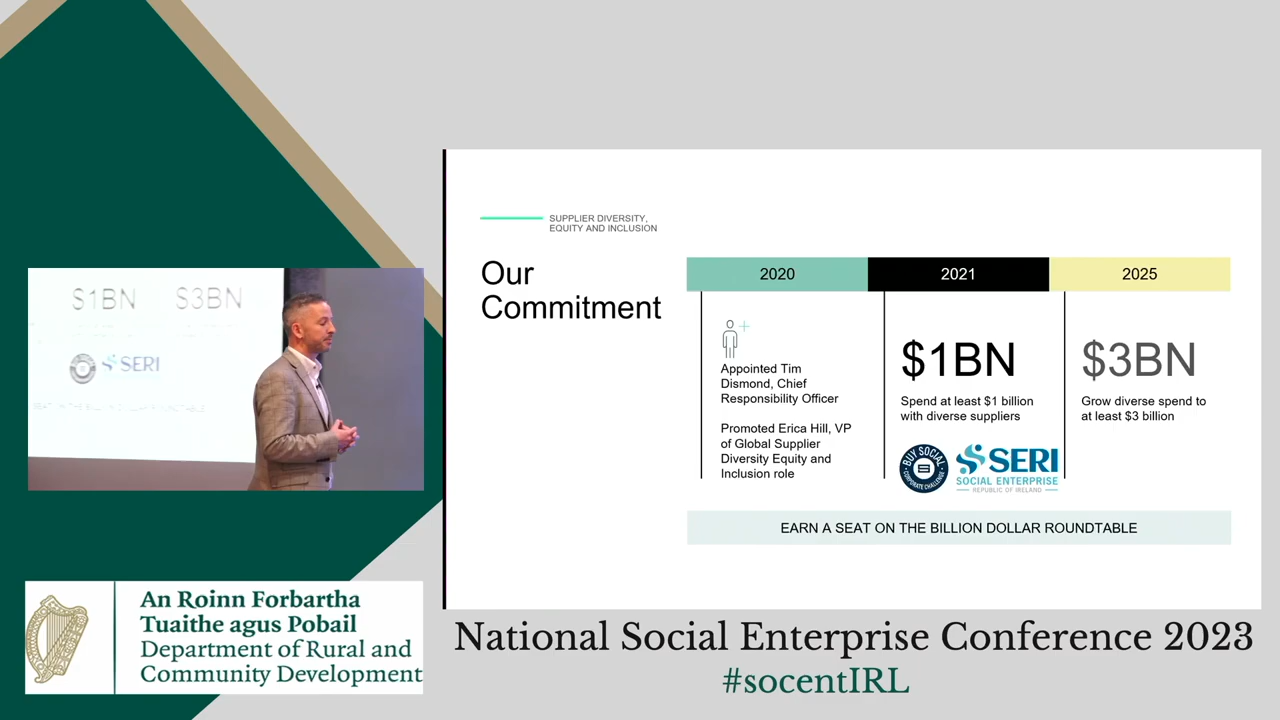 SUPPLIER DIVERSITY,
EQUITY AND INCLUSION
Our
Commitment
2020
Appointed Tim
Dismond, Chief
Responsibility Officer
Promoted Erica Hill, VP
of Global Supplier
Diversity Equity and
Inclusion role
2021
$1BN
Spend at least $1 billion
with diverse suppliers
BUY SOCIAL
CORPORATE CHALLENGE
SERI
SOCIAL ENTERPRISE
REPUBLIC OF IRELAND
2025
$3BN
Grow diverse spend to
at least $3 billion
EARN A SEAT ON THE BILLION DOLLAR ROUNDTABLE
$1BN
$3BN
SERI
An Roinn Forbartha
Tuaithe agus Pobail
Department of Rural and
Community Development
National Social Enterprise Conference 2023
#socentIRL